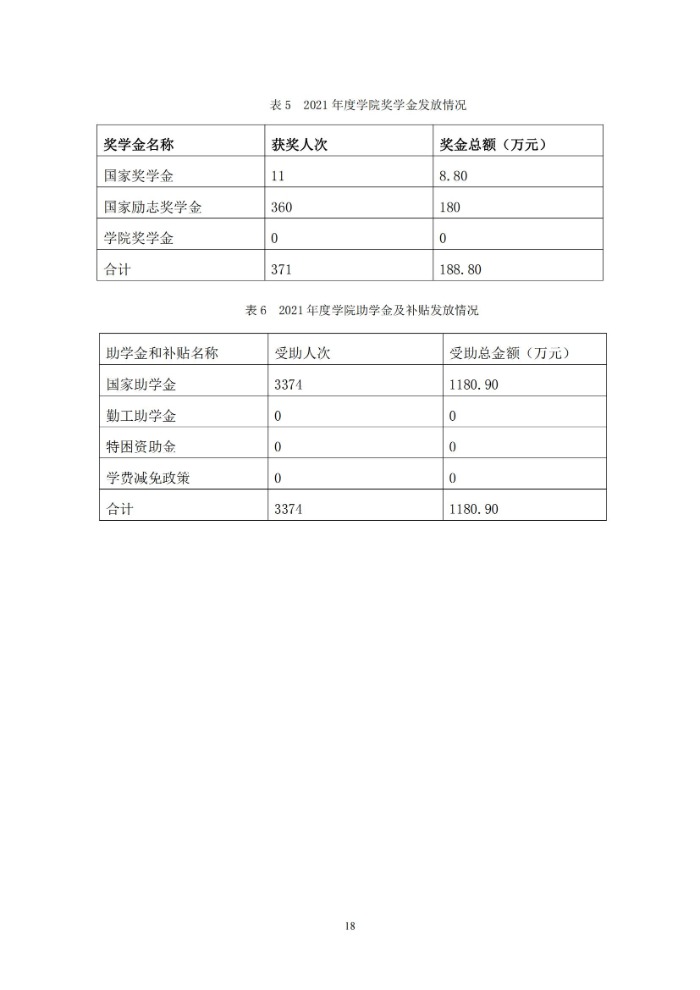 表 5 2021 年度学院奖学金发放情况
奖学金名称 获奖人次 奖金总额（万元）
国家奖学金 11 8.80
国家励志奖学金 360 180
学院奖学金 0 0
合计 371 188.80
表 6 2021 年度学院助学金及补贴发放情况
助学金和补贴名称 受助人次 受助总金额（万元）
国家助学金 3374 1180.90
勤工助学金 0 0
特困资助金 0 0
学费减免政策 0 0
合计 3374 1180.90
18